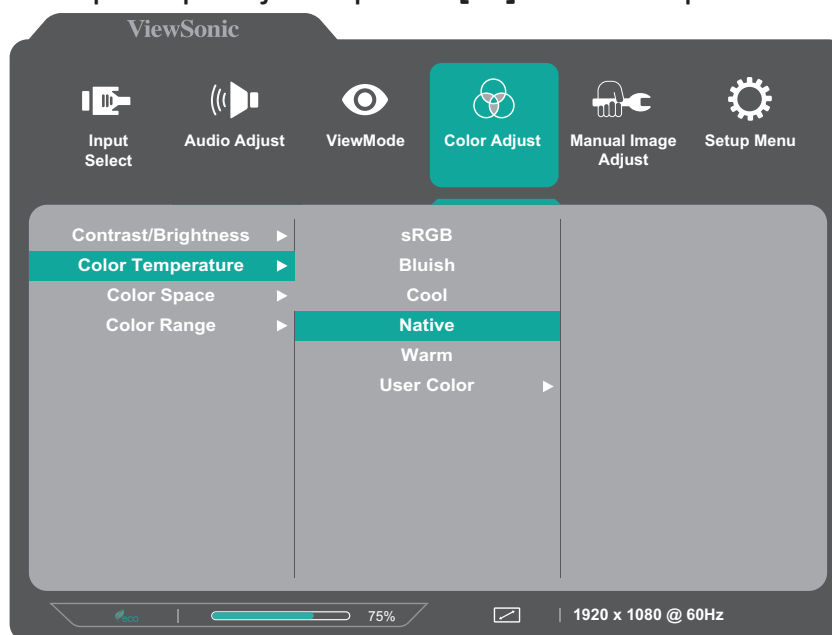 ViewSonic
Input Select
Audio Adjust
ViewMode
Color Adjust
Manual Image Adjust
Setup Menu
Contrast/Brightness
Color Temperature
Color Space
Color Range
sRGB
Bluish
Cool
Native
Warm
User Color
eco
75%
1920 x 1080 @ 60Hz